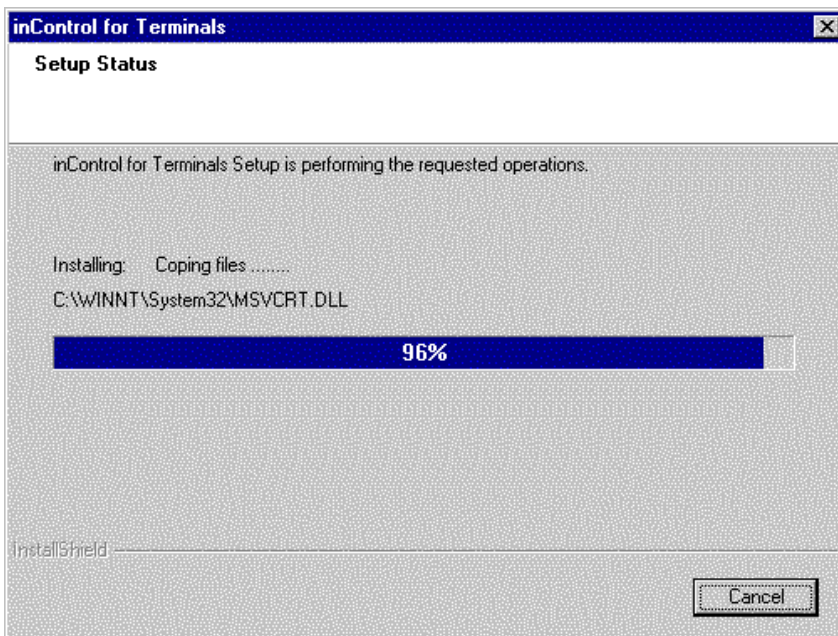 inControl for Terminals
Setup Status
inControl for Terminals Setup is performing the requested operations.
Installing: Coping files ........
C:\WINNT\System32\MSVCRT.DLL
96%
InstallShield
Cancel